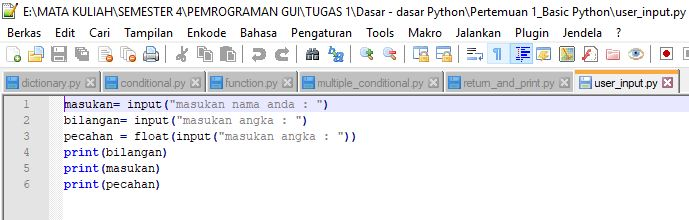 E:\MATA KULIAH\SEMESTER 4\PEMROGRAMAN GUI\TUGAS 1\Dasar - dasar Python\Pertemuan 1_Basic Python\user_input.py
Berkas Edit Cari Tampilan Enkode Bahasa Pengaturan Tools Makro Jalankan Plugin Jendela ?
dictionary.py conditional.py function.py multiple_conditional.py return_and_print.py user_input.py
1 masukan= input("masukan nama anda : ")
2 bilangan= input("masukan angka : ")
3 pecahan = float(input("masukan angka : "))
4 print(bilangan)
5 print(masukan)
6 print(pecahan)